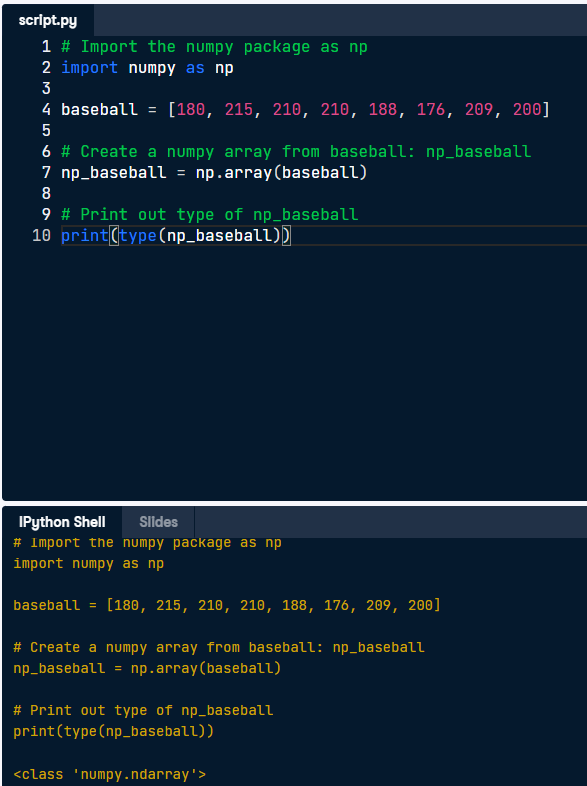 script.py
1 # Import the numpy package as np
2 import numpy as np
3
4 baseball = [180, 215, 210, 210, 188, 176, 209, 200]
5
6 # Create a numpy array from baseball: np_baseball
7 np_baseball = np.array(baseball)
8
9 # Print out type of np_baseball
10 print(type(np_baseball))
IPython Shell Slides
# Import the numpy package as np
import numpy as np
baseball = [180, 215, 210, 210, 188, 176, 209, 200]
# Create a numpy array from baseball: np_baseball
np_baseball = np.array(baseball)
# Print out type of np_baseball
print(type(np_baseball))
<class 'numpy.ndarray'>